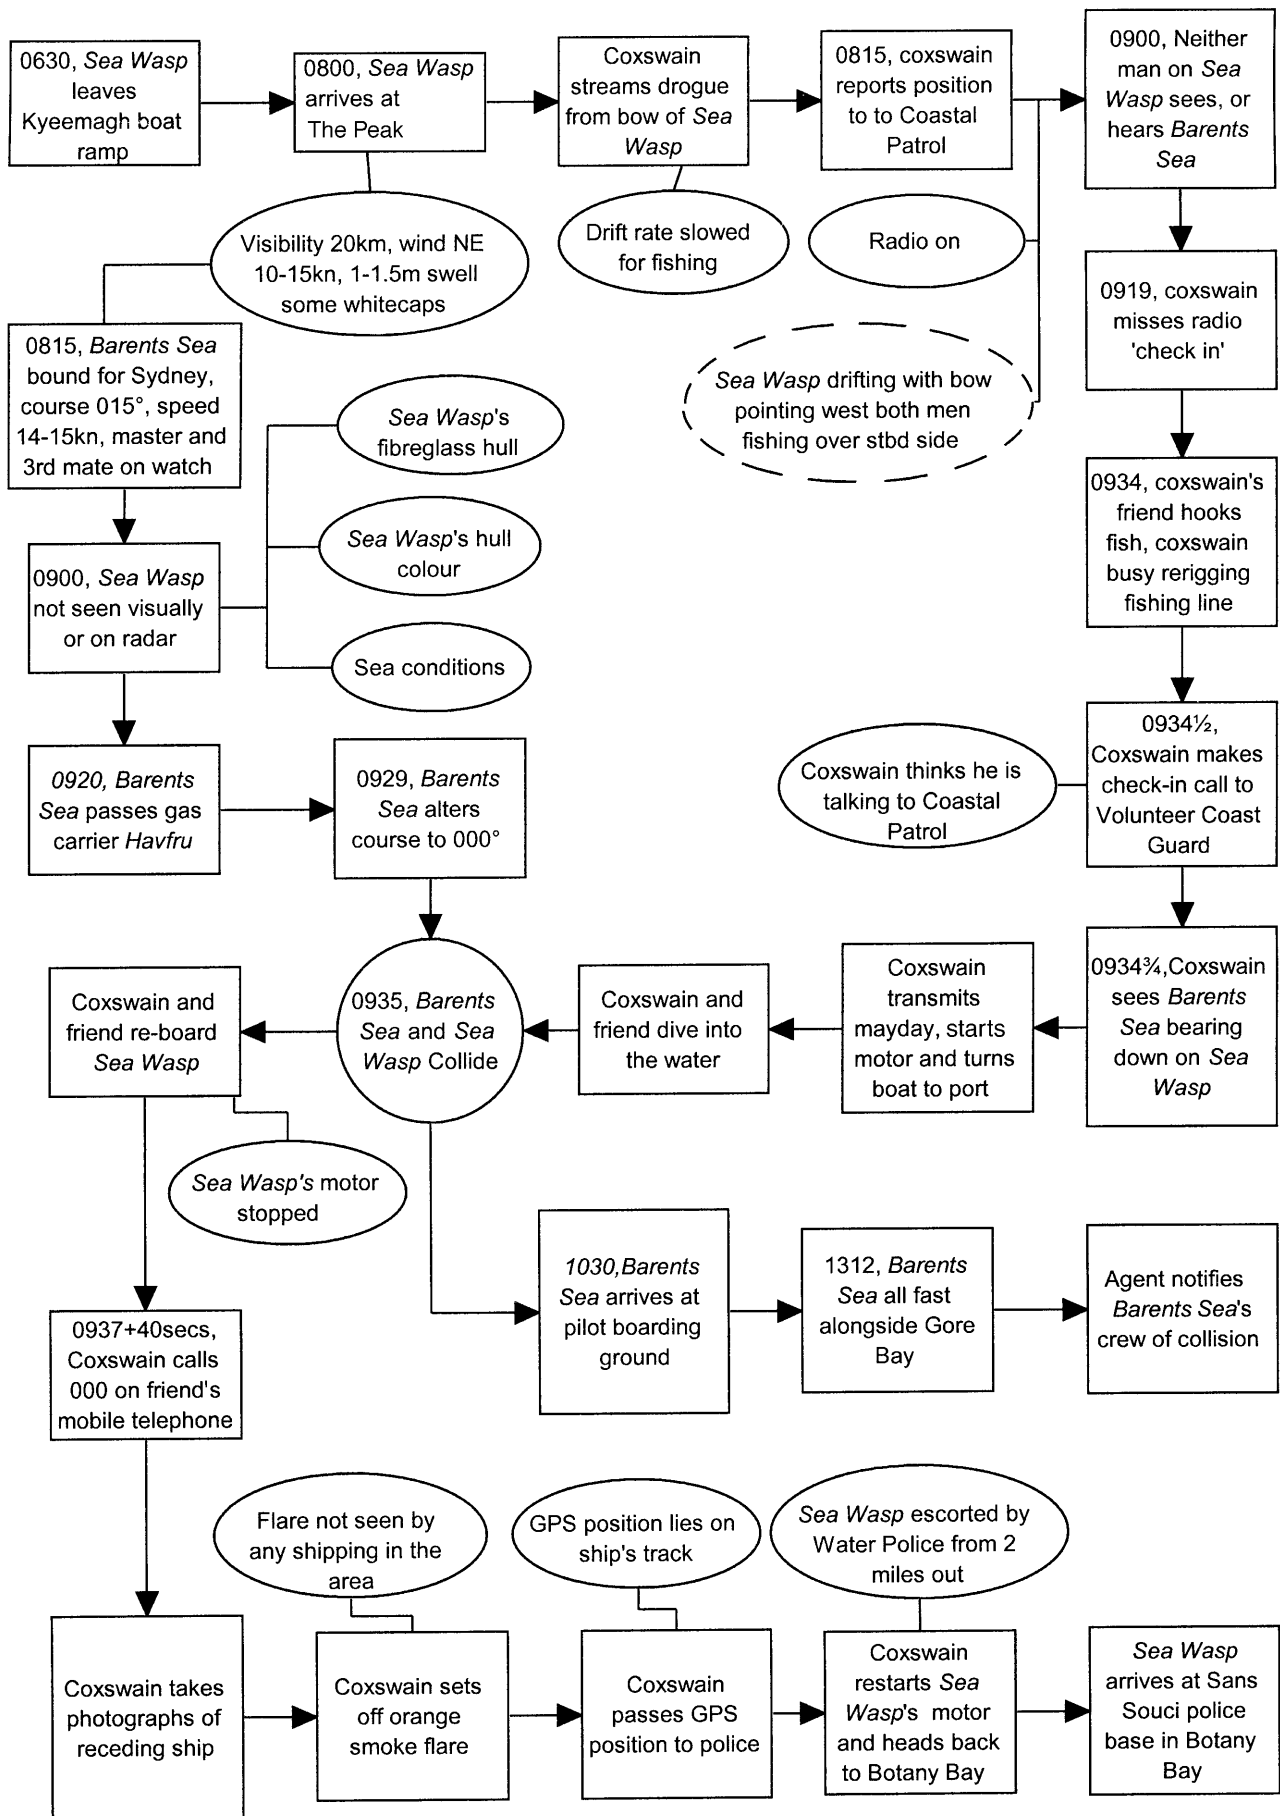 0630, Sea Wasp
leaves
Kyeemagh boat
ramp
0800, Sea Wasp
arrives at
The Peak
Coxswain
streams drogue
from bow of Sea
Wasp
0815, coxswain
reports position
to to Coastal
Patrol
0900, Neither
man on Sea
Wasp sees, or
hears Barents
Sea
Visibility 20km, wind NE
10-15kn, 1-1.5m swell
some whitecaps
Drift rate slowed
for fishing
Radio on
0919, coxswain
misses radio
'check in'
0815, Barents Sea
bound for Sydney,
course 015°, speed
14-15kn, master and
3rd mate on watch
Sea Wasp's
fibreglass hull
Sea Wasp drifting with bow
pointing west both men
fishing over stbd side
0934, coxswain's
friend hooks
fish, coxswain
busy rerigging
fishing line
Sea Wasp's hull
colour
0900, Sea Wasp
not seen visually
or on radar
Sea conditions
0920, Barents
Sea passes gas
carrier Havfru
0929, Barents
Sea alters
course to 000°
Coxswain thinks he is
talking to Coastal
Patrol
0934½,
Coxswain makes
check-in call to
Volunteer Coast
Guard
Coxswain and
friend re-board
Sea Wasp
0935, Barents
Sea and Sea
Wasp Collide
Coxswain and
friend dive into
the water
Coxswain
transmits
mayday, starts
motor and turns
boat to port
0934¾,Coxswain
sees Barents
Sea bearing
down on Sea
Wasp
Sea Wasp's motor
stopped
1030,Barents
Sea arrives at
pilot boarding
ground
1312, Barents
Sea all fast
alongside Gore
Bay
Agent notifies
Barents Sea's
crew of collision
0937+40secs,
Coxswain calls
000 on friend's
mobile telephone
Flare not seen by
any shipping in the
area
GPS position lies on
ship's track
Sea Wasp escorted by
Water Police from 2
miles out
Coxswain takes
photographs of
receding ship
Coxswain sets
off orange
smoke flare
Coxswain
passes GPS
position to police
Coxswain
restarts Sea
Wasp's motor
and heads back
to Botany Bay
Sea Wasp
arrives at Sans
Souci police
base in Botany
Bay